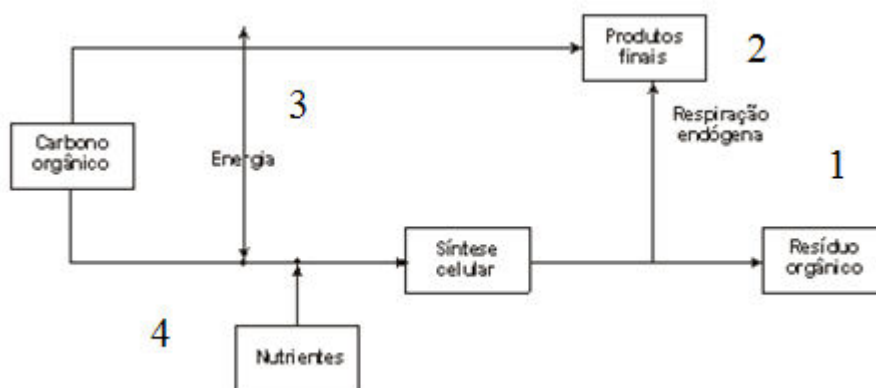 Produtos
finais
2
3
Respiração
endógena
Carbono
orgânico
Energia
1
Síntese
celular
Resíduo
orgânico
4
Nutrientes